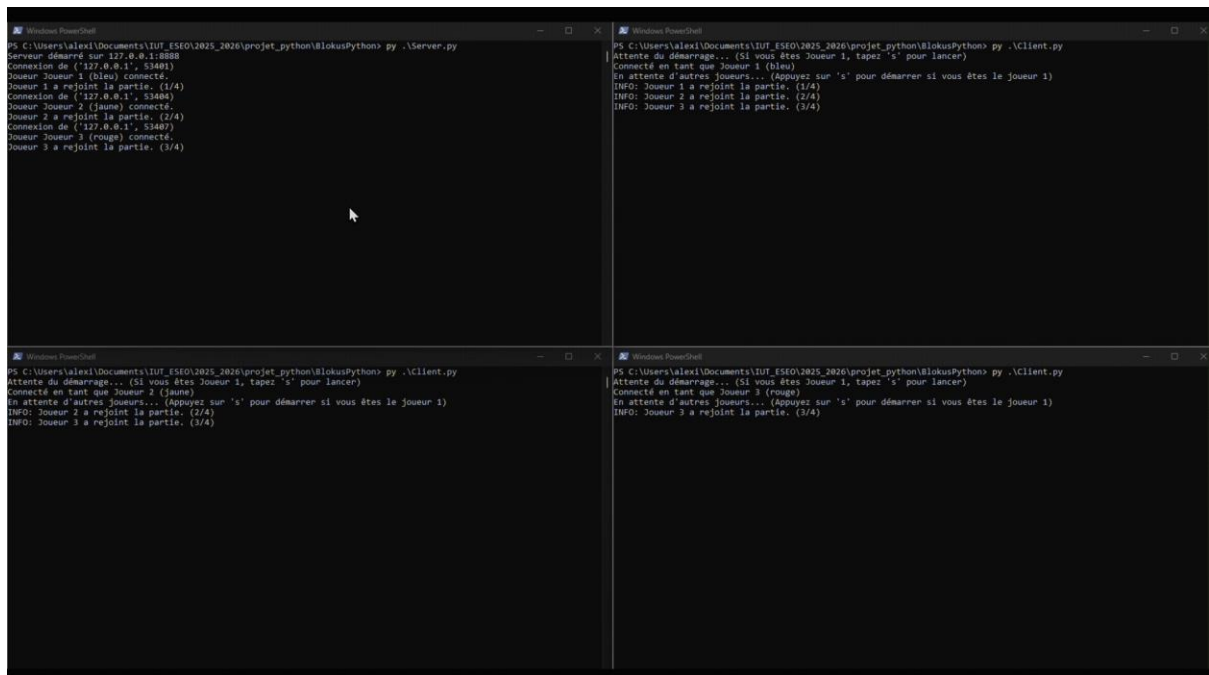 Windows PowerShell
PS C:\Users\alexi\Documents\IUT_ESEO\2025_2026\projet_python\BlokusPython> py .\Server.py
Serveur démarré sur 127.0.0.1:8888
Connexion de ('127.0.0.1', 53401)
Joueur Joueur 1 (bleu) connecté.
Joueur 1 a rejoint la partie. (1/4)
Connexion de ('127.0.0.1', 53404)
Joueur Joueur 2 (jaune) connecté.
Joueur 2 a rejoint la partie. (2/4)
Connexion de ('127.0.0.1', 53407)
Joueur Joueur 3 (rouge) connecté.
Joueur 3 a rejoint la partie. (3/4)
Windows PowerShell
PS C:\Users\alexi\Documents\IUT_ESEO\2025_2026\projet_python\BlokusPython> py .\Client.py
Attente du démarrage... (Si vous êtes Joueur 1, tapez 's' pour lancer)
Connecté en tant que Joueur 1 (bleu)
En attente d'autres joueurs... (Appuyez sur 's' pour démarrer si vous êtes le joueur 1)
INFO: Joueur 1 a rejoint la partie. (1/4)
INFO: Joueur 2 a rejoint la partie. (2/4)
INFO: Joueur 3 a rejoint la partie. (3/4)
Windows PowerShell
PS C:\Users\alexi\Documents\IUT_ESEO\2025_2026\projet_python\BlokusPython> py .\Client.py
Attente du démarrage... (Si vous êtes Joueur 1, tapez 's' pour lancer)
Connecté en tant que Joueur 2 (jaune)
En attente d'autres joueurs... (Appuyez sur 's' pour démarrer si vous êtes le joueur 1)
INFO: Joueur 2 a rejoint la partie. (2/4)
INFO: Joueur 3 a rejoint la partie. (3/4)
Windows PowerShell
PS C:\Users\alexi\Documents\IUT_ESEO\2025_2026\projet_python\BlokusPython> py .\Client.py
Attente du démarrage... (Si vous êtes Joueur 1, tapez 's' pour lancer)
Connecté en tant que Joueur 3 (rouge)
En attente d'autres joueurs... (Appuyez sur 's' pour démarrer si vous êtes le joueur 1)
INFO: Joueur 3 a rejoint la partie. (3/4)